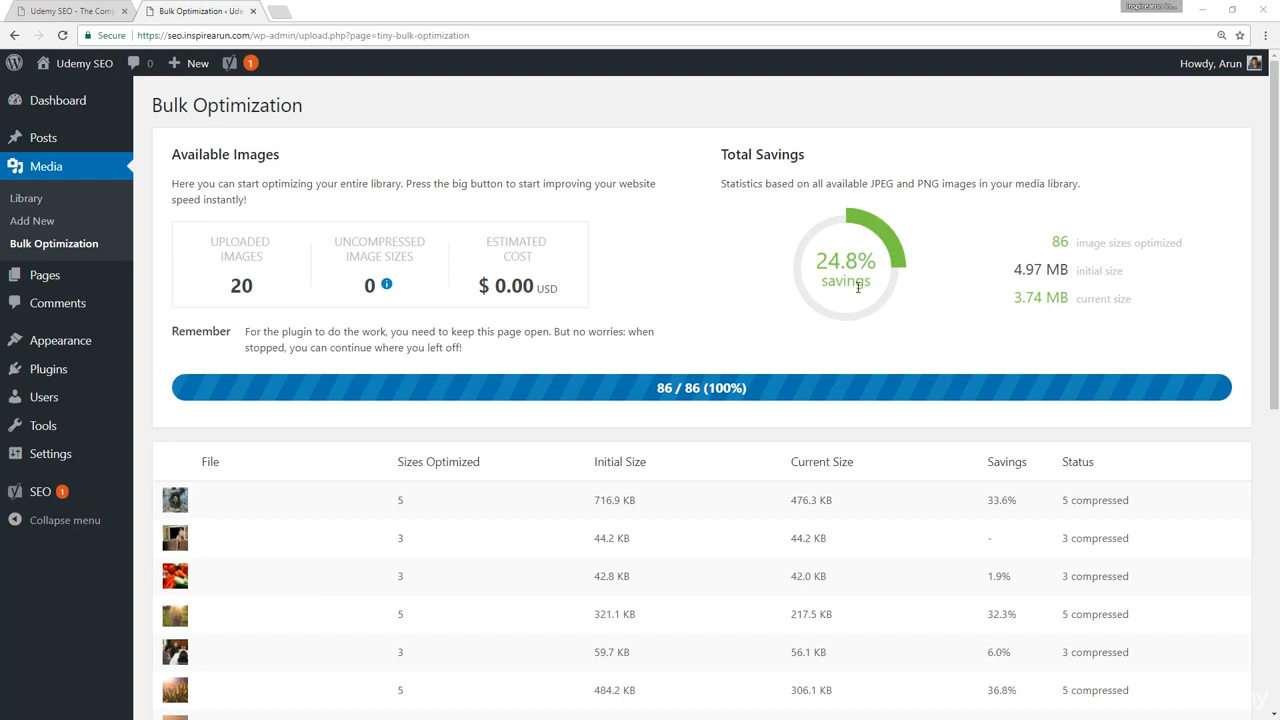 Udemy SEO - The Comp
Bulk Optimization ‹ Ude
inspirearun
Secure
https://seo.inspirearun.com/wp-admin/upload.php?page=tiny-bulk-optimization
Udemy SEO
0
New
1
Howdy, Arun
Dashboard
Posts
Media
Library
Add New
Bulk Optimization
Pages
Comments
Appearance
Plugins
Users
Tools
Settings
SEO 1
Collapse menu
Bulk Optimization
Available Images
Here you can start optimizing your entire library. Press the big button to start improving your website
speed instantly!
UPLOADED
IMAGES
20
UNCOMPRESSED
IMAGE SIZES
0
ESTIMATED
COST
$ 0.00 USD
Remember
For the plugin to do the work, you need to keep this page open. But no worries: when
stopped, you can continue where you left off!
Total Savings
Statistics based on all available JPEG and PNG images in your media library.
24.8%
savings
86 image sizes optimized
4.97 MB initial size
3.74 MB current size
86 / 86 (100%)
File Sizes Optimized Initial Size Current Size Savings Status
5 716.9 KB 476.3 KB 33.6% 5 compressed
3 44.2 KB 44.2 KB - 3 compressed
3 42.8 KB 42.0 KB 1.9% 3 compressed
5 321.1 KB 217.5 KB 32.3% 5 compressed
3 59.7 KB 56.1 KB 6.0% 3 compressed
5 484.2 KB 306.1 KB 36.8% 5 compressed